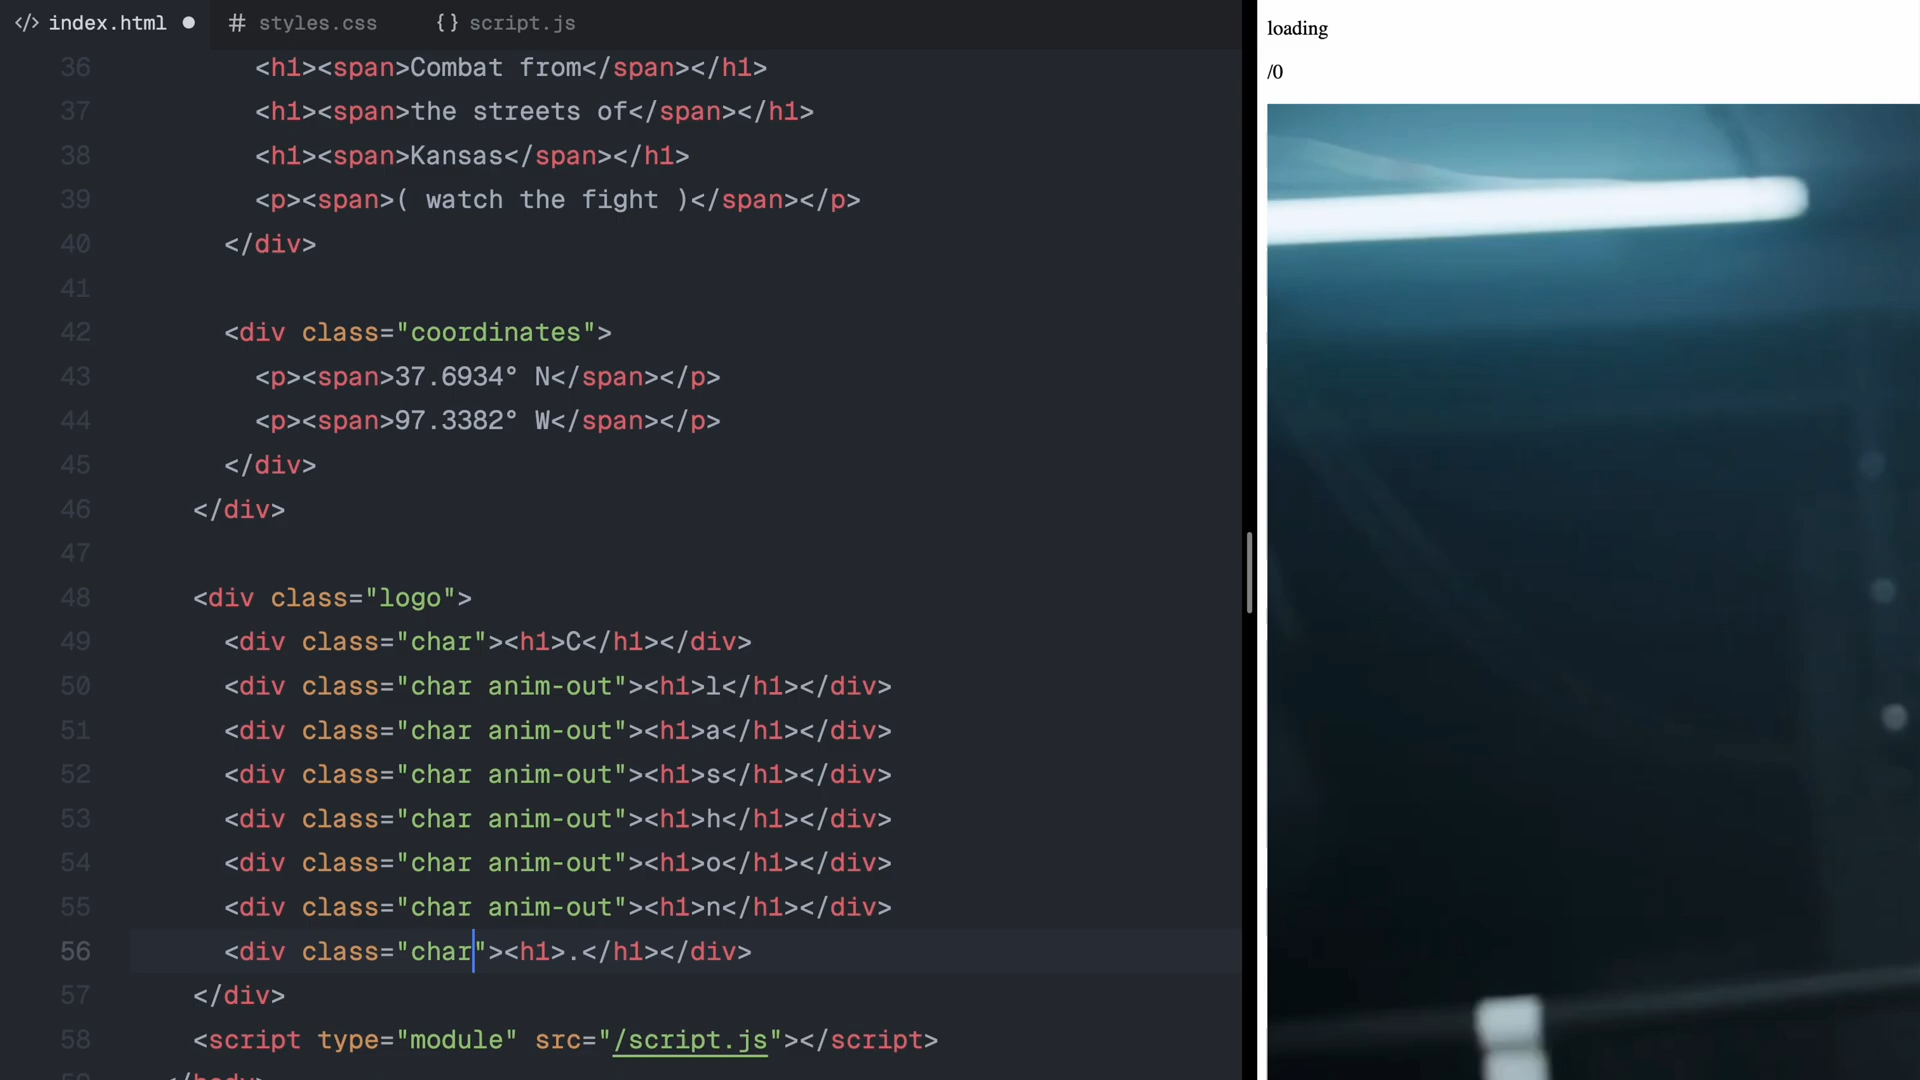 </> index.html ● # styles.css {} script.js
36 <h1><span>Combat from</span></h1>
37 <h1><span>the streets of</span></h1>
38 <h1><span>Kansas</span></h1>
39 <p><span>( watch the fight )</span></p>
40 </div>
41
42 <div class="coordinates">
43 <p><span>37.6934° N</span></p>
44 <p><span>97.3382° W</span></p>
45 </div>
46 </div>
47
48 <div class="logo">
49 <div class="char"><h1>C</h1></div>
50 <div class="char anim-out"><h1>l</h1></div>
51 <div class="char anim-out"><h1>a</h1></div>
52 <div class="char anim-out"><h1>s</h1></div>
53 <div class="char anim-out"><h1>h</h1></div>
54 <div class="char anim-out"><h1>o</h1></div>
55 <div class="char anim-out"><h1>n</h1></div>
56 <div class="char"><h1>.</h1></div>
57 </div>
58 <script type="module" src="/script.js"></script>
loading
/0